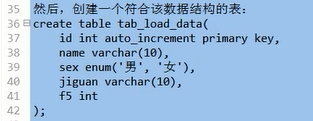 35 然后，创建一个符合该数据结构的表：
36 create table tab_load_data(
37 id int auto_increment primary key,
38 name varchar(10),
39 sex enum('男', '女'),
40 jiguan varchar(10),
41 f5 int
42 );